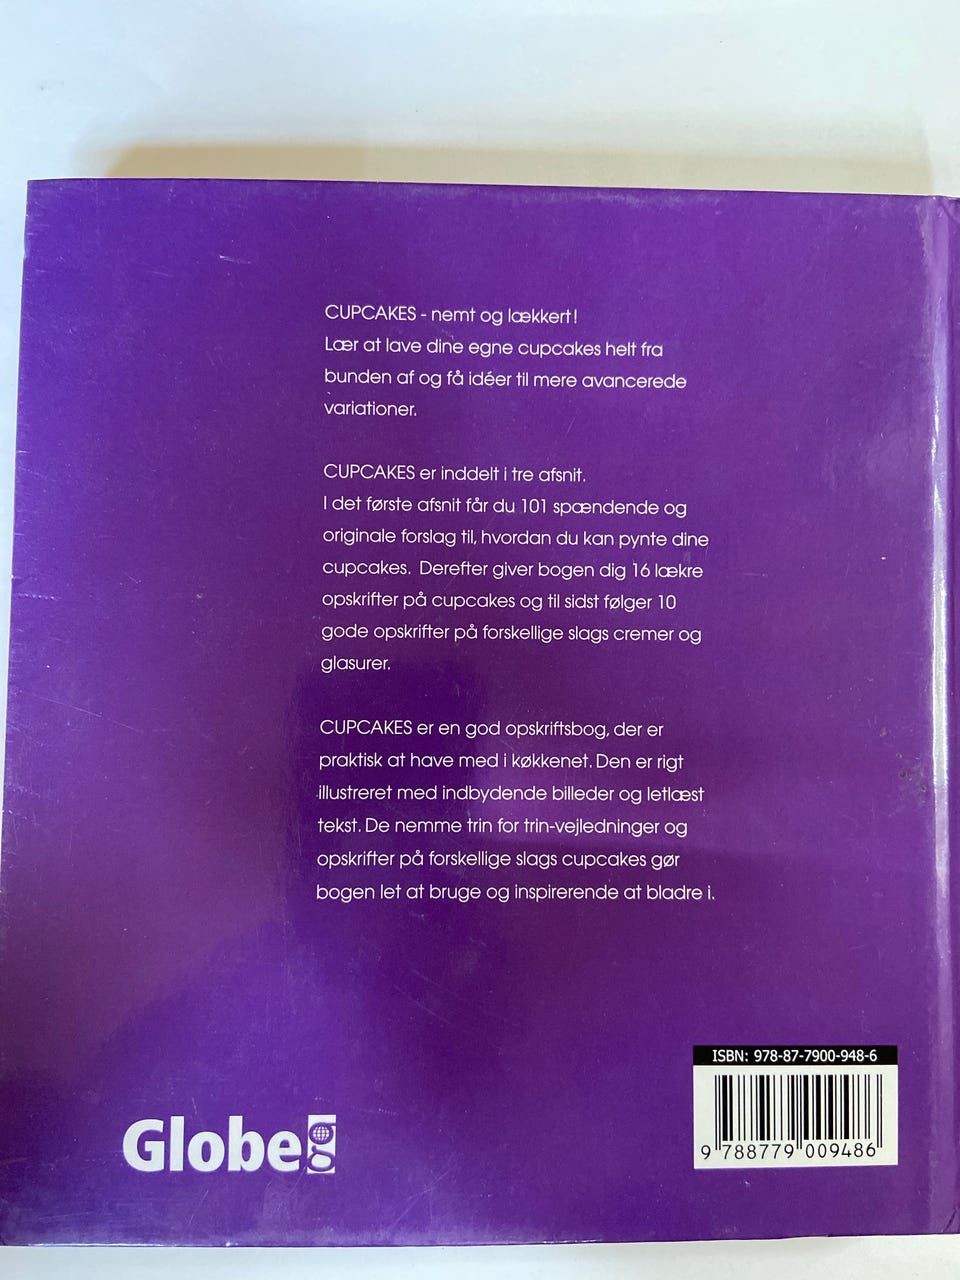 CUPCAKES - nemt og lækkert!
Lær at lave dine egne cupcakes helt fra
bunden af og få idéer til mere avancerede
variationer.
CUPCAKES er inddelt i tre afsnit.
I det første afsnit får du 101 spændende og
originale forslag til, hvordan du kan pynte dine
cupcakes. Derefter giver bogen dig 16 lækre
opskrifter på cupcakes og til sidst følger 10
gode opskrifter på forskellige slags cremer og
glasurer.
CUPCAKES er en god opskriftsbog, der er
praktisk at have med i køkkenet. Den er rigt
illustreret med indbydende billeder og letlæst
tekst. De nemme trin for trin-vejledninger og
opskrifter på forskellige slags cupcakes gør
bogen let at bruge og inspirerende at bladre i.
ISBN: 978-87-7900-948-6
9 788779 009486
Globe